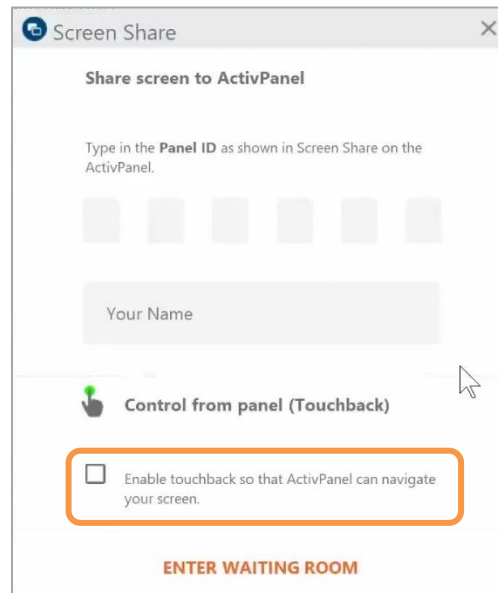 Screen Share
Share screen to ActivPanel
Type in the Panel ID as shown in Screen Share on the
ActivPanel.
Your Name
Control from panel (Touchback)
Enable touchback so that ActivPanel can navigate
your screen.
ENTER WAITING ROOM